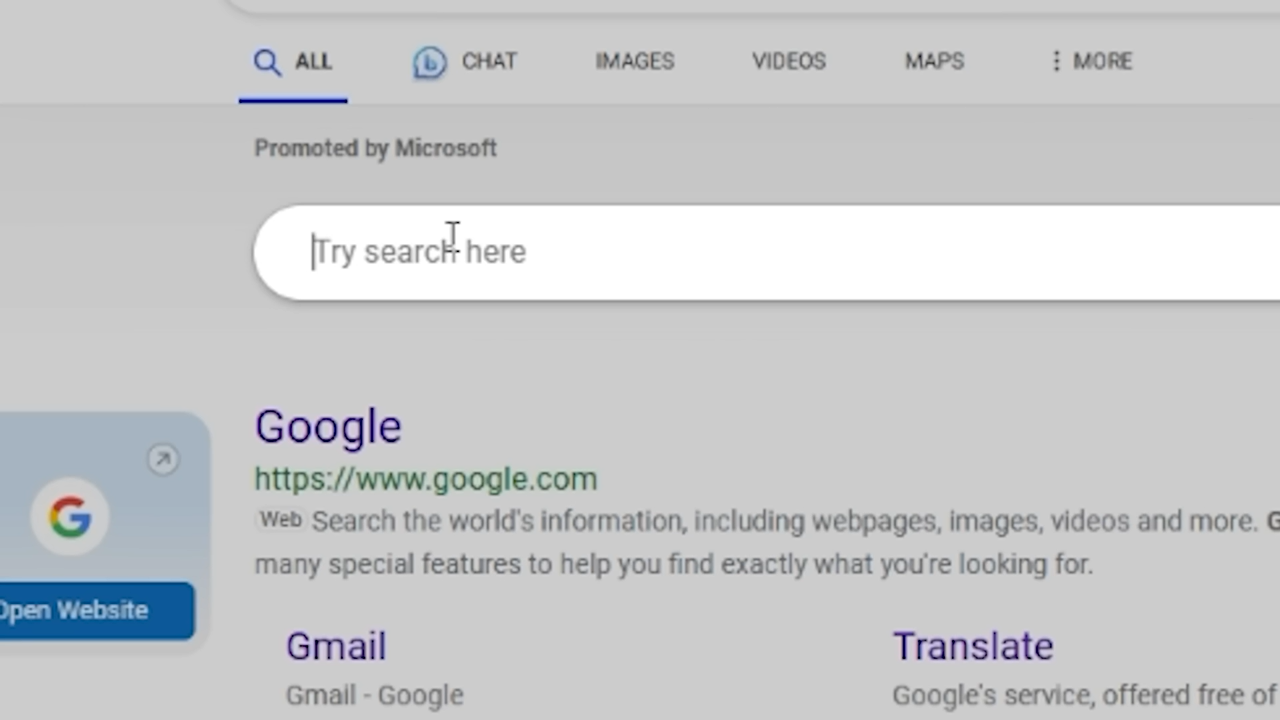 ALL CHAT IMAGES VIDEOS MAPS MORE
Promoted by Microsoft
Try search here
Google
https://www.google.com
Web Search the world's information, including webpages, images, videos and more. G
many special features to help you find exactly what you're looking for.
Open Website
Gmail Translate
Gmail - Google Google's service, offered free of